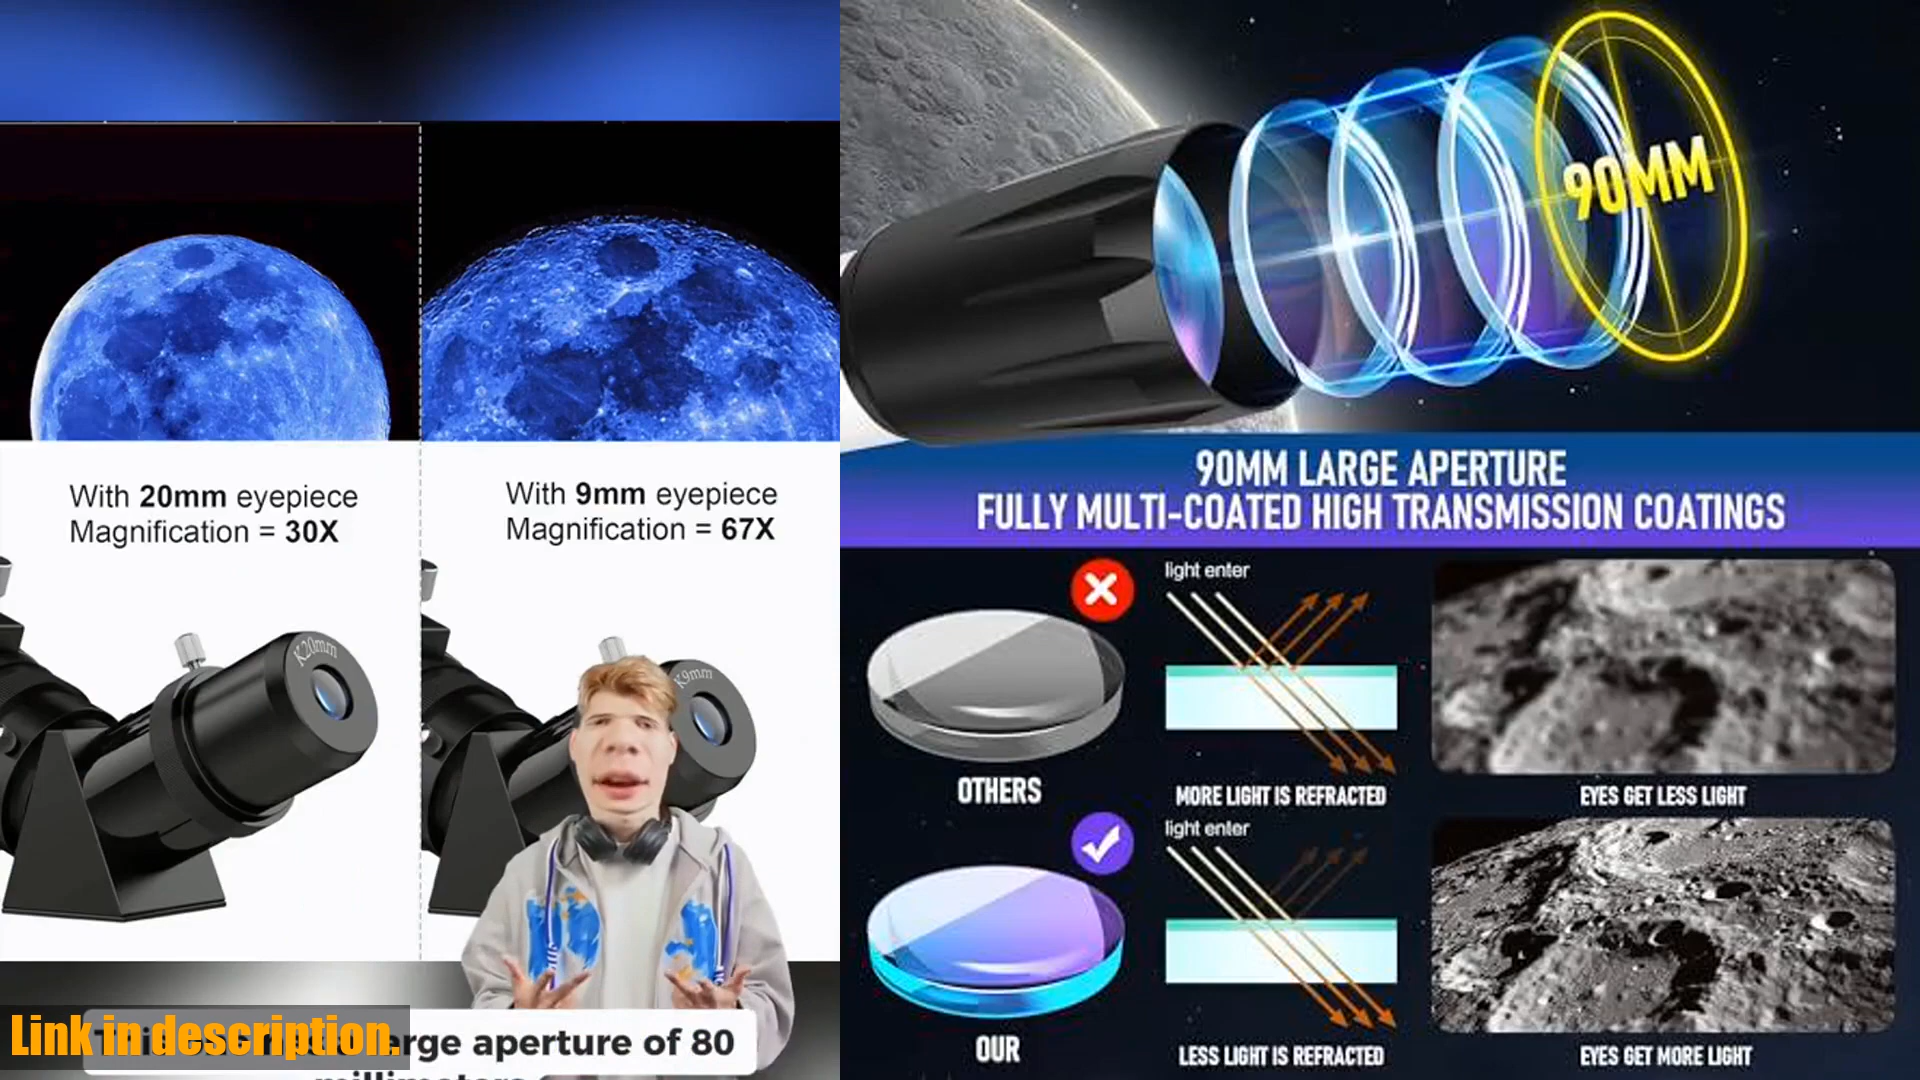 With 20mm eyepiece
Magnification = 30X
With 9mm eyepiece
Magnification = 67X
K20mm
K9mm
Link in description.
large aperture of 80
millimeters
90MM
90MM LARGE APERTURE
FULLY MULTI-COATED HIGH TRANSMISSION COATINGS
light enter
OTHERS
MORE LIGHT IS REFRACTED
EYES GET LESS LIGHT
light enter
OUR
LESS LIGHT IS REFRACTED
EYES GET MORE LIGHT